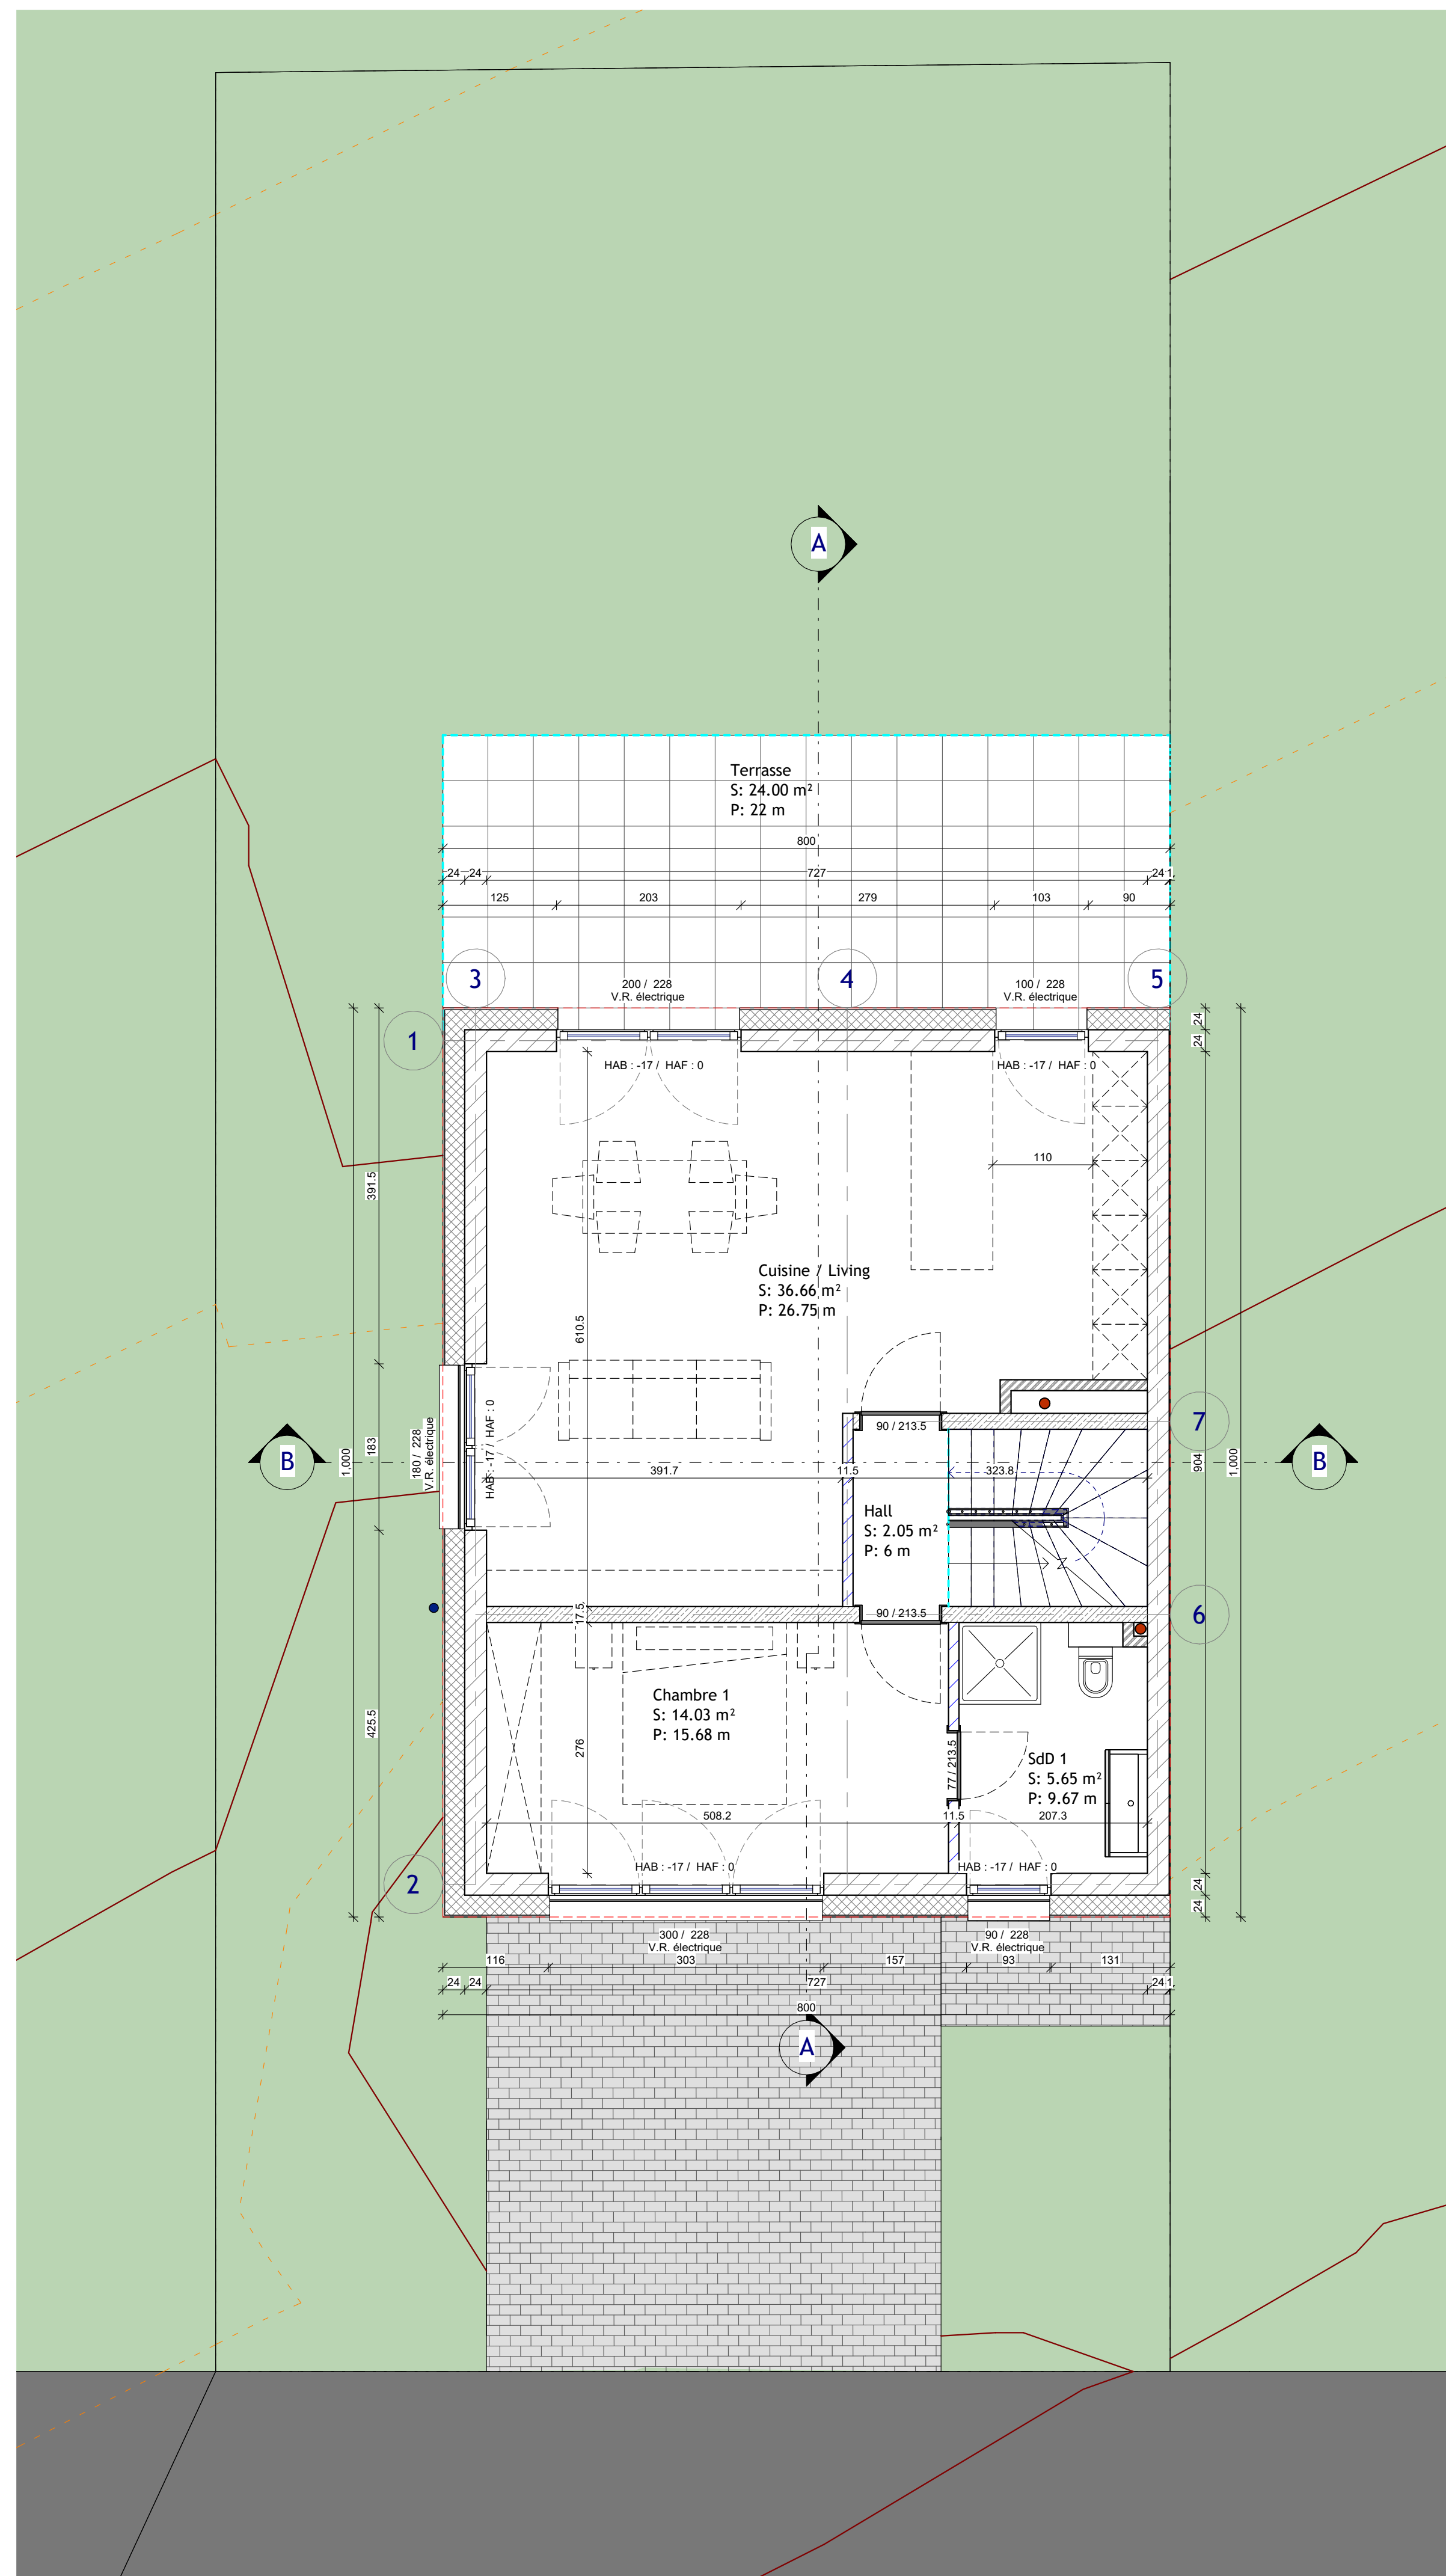 A
Terrasse
S: 24.00 m²
P: 22 m
800
24 24 727 24 1
125 203 279 103 90
3 4 5
200 / 228
V.R. électrique
100 / 228
V.R. électrique
1
24
24
HAB : -17 / HAF : 0
HAB : -17 / HAF : 0
110
391.5
Cuisine / Living
S: 36.66 m²
P: 26.75 m
610.5
HAB : -17 / HAF : 0
90 / 213.5
7
180 / 228
V.R. électrique
B
1,000
183
391.7
11.5
323.8
904
1,000
B
Hall
S: 2.05 m²
P: 6 m
17.5
90 / 213.5
6
Chambre 1
S: 14.03 m²
P: 15.68 m
425.5
276
77 / 213.5
SdD 1
S: 5.65 m²
P: 9.67 m
508.2
11.5
207.3
HAB : -17 / HAF : 0
HAB : -17 / HAF : 0
2
24
24
300 / 228
V.R. électrique
90 / 228
V.R. électrique
116 303 157 93 131
24 24 727 24 1
800
A